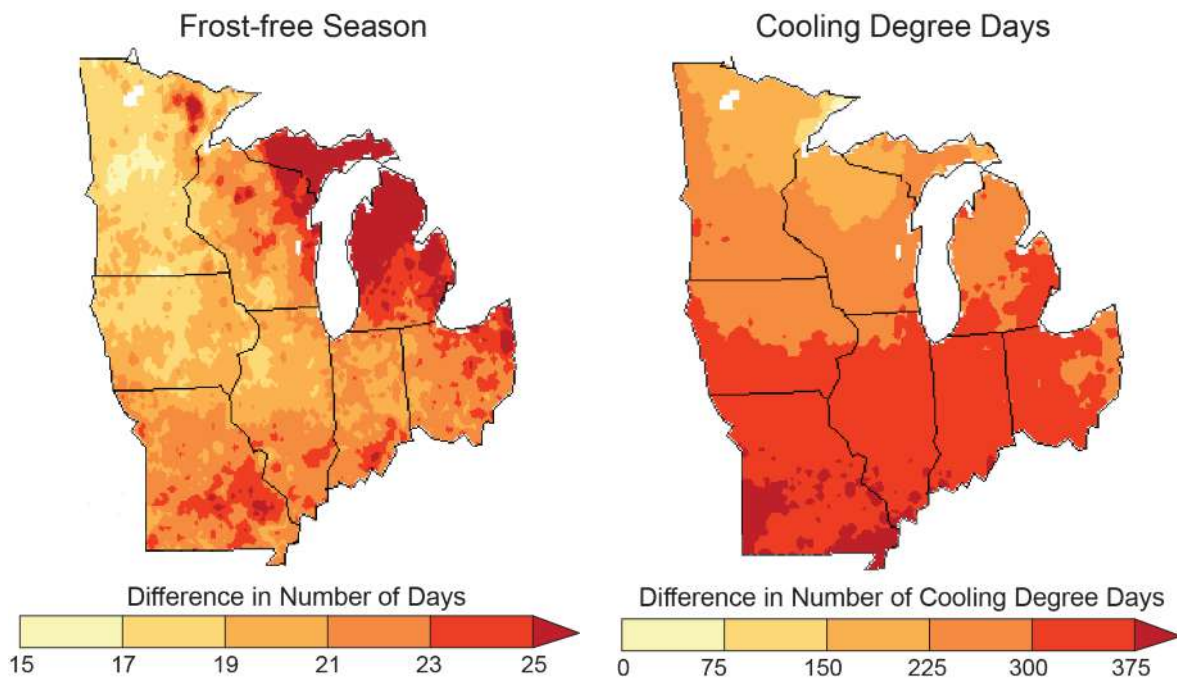 Frost-free Season
Cooling Degree Days
Difference in Number of Days
15 17 19 21 23 25
Difference in Number of Cooling Degree Days
0 75 150 225 300 375